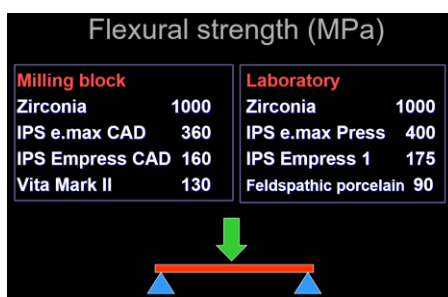 Flexural strength (MPa)
Milling block
Zirconia 1000
IPS e.max CAD 360
IPS Empress CAD 160
Vita Mark II 130
Laboratory
Zirconia 1000
IPS e.max Press 400
IPS Empress 1 175
Feldspathic porcelain 90